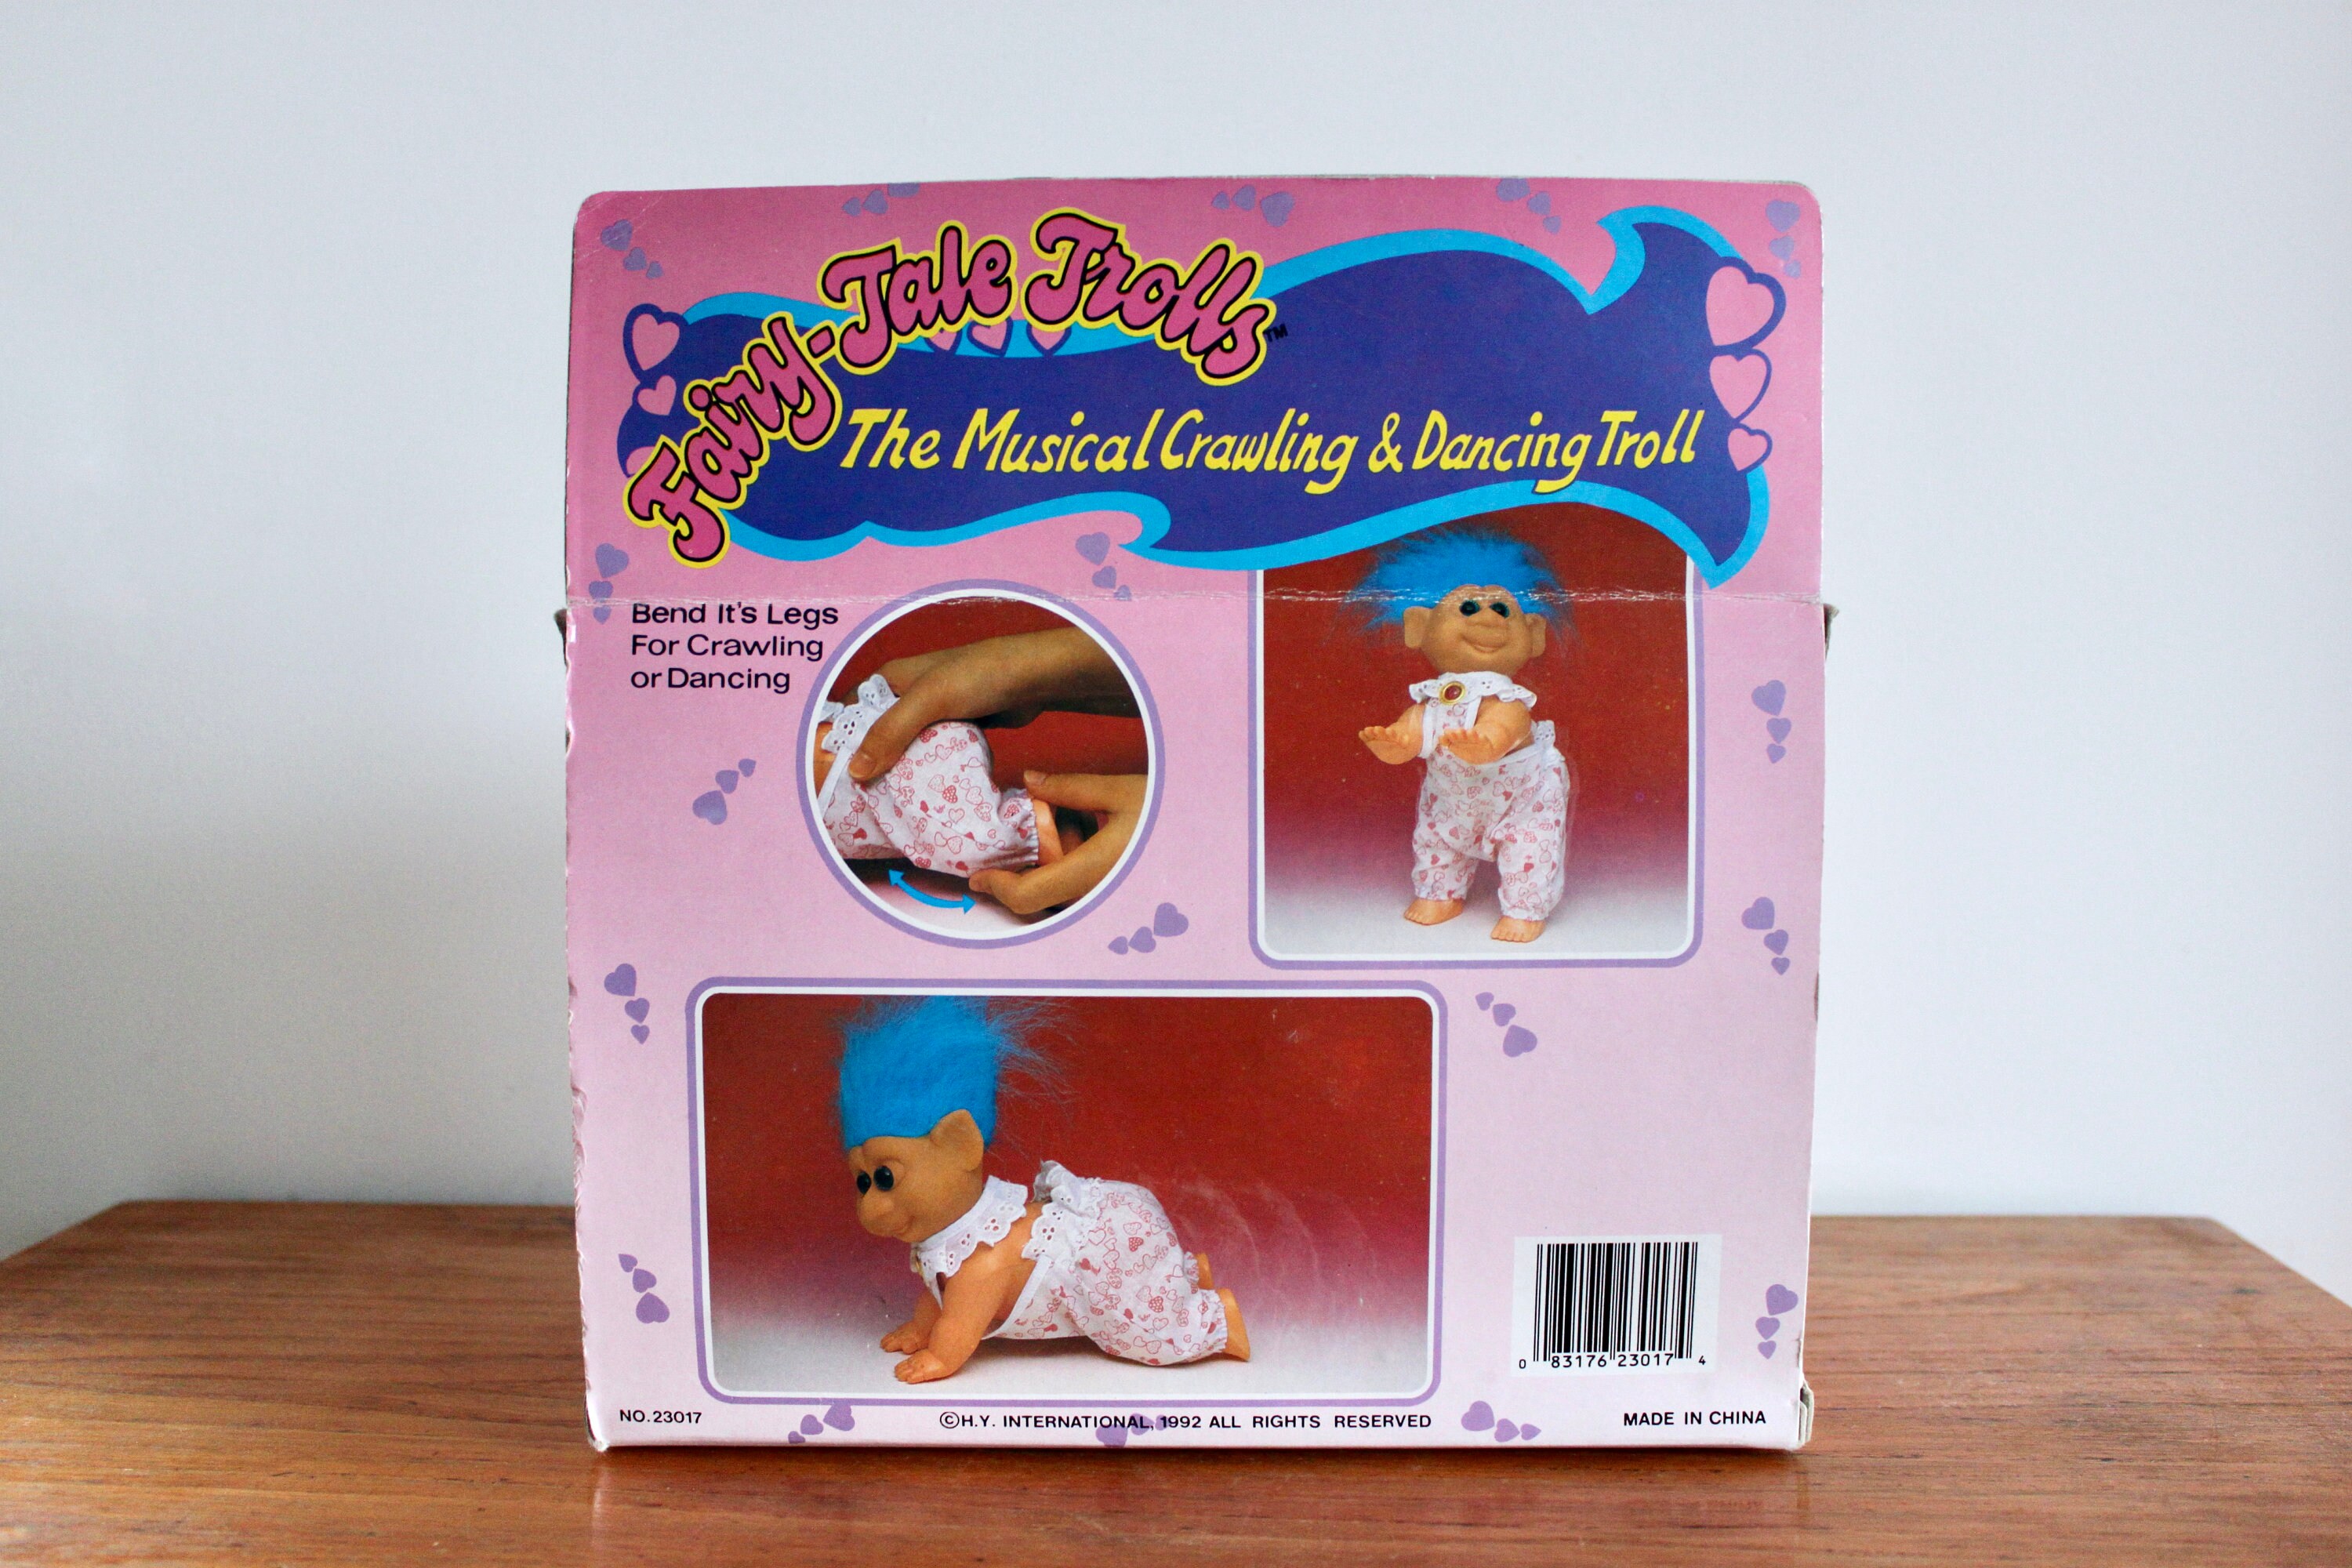 Fairy-Tale Trolls™
The Musical Crawling & Dancing Troll
Bend It's Legs
For Crawling
or Dancing
0 83176 23017 4
NO.23017
©H.Y. INTERNATIONAL, 1992 ALL RIGHTS RESERVED
MADE IN CHINA